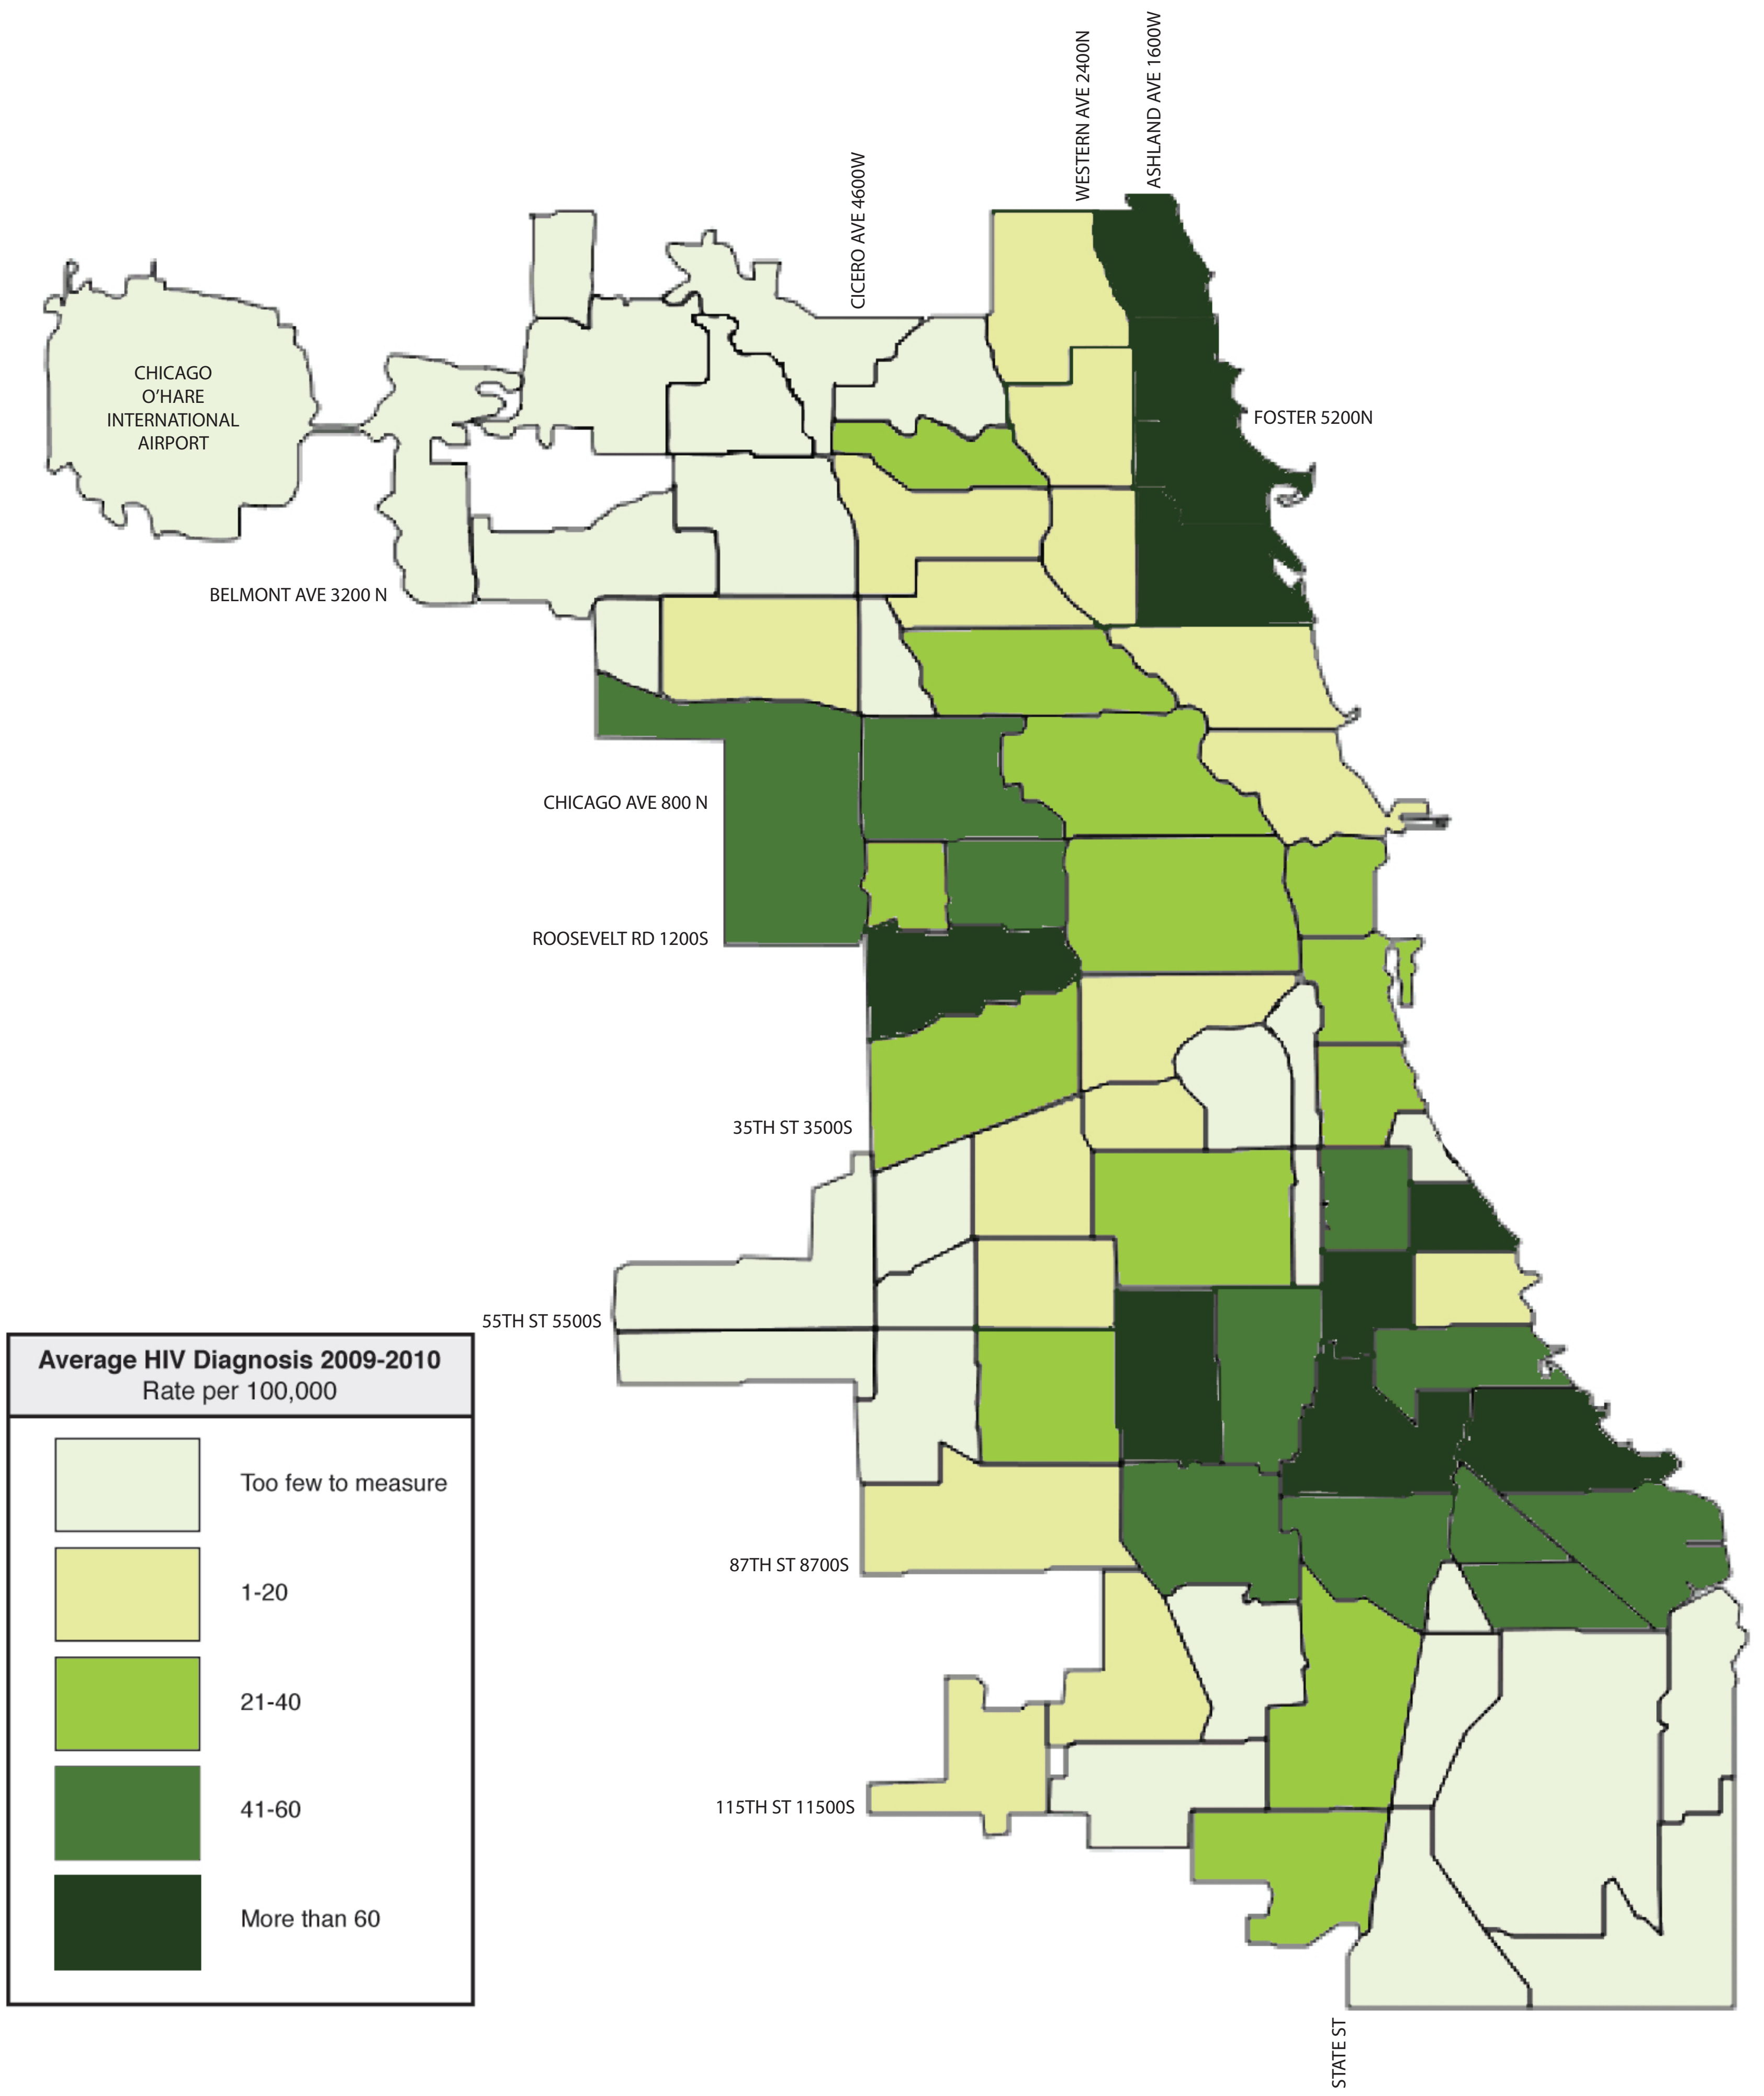 ASHLAND AVE 1600W
WESTERN AVE 2400N
CICERO AVE 4600W
CHICAGO
O'HARE
INTERNATIONAL
AIRPORT
FOSTER 5200N
BELMONT AVE 3200 N
CHICAGO AVE 800 N
ROOSEVELT RD 1200S
35TH ST 3500S
55TH ST 5500S
87TH ST 8700S
115TH ST 11500S
STATE ST
Average HIV Diagnosis 2009-2010
Rate per 100,000
Too few to measure
1-20
21-40
41-60
More than 60